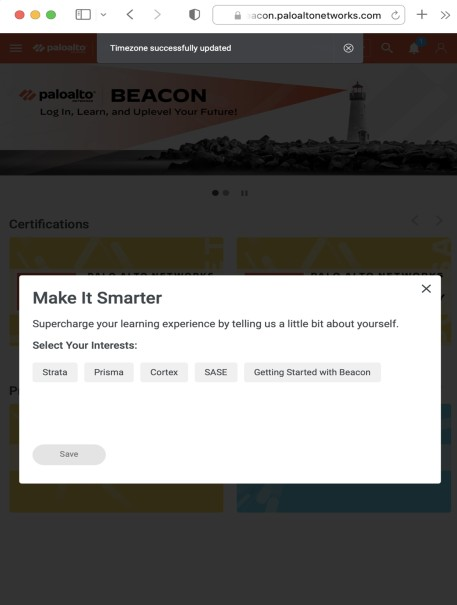 acon.paloaltonetworks.com
paloalto
Timezone successfully updated
paloalto
BEACON
Log In, Learn, and Uplevel Your Future!
Certifications
PALO ALTO NETWORKS
PALO ALTO NETWORKS
Make It Smarter
Supercharge your learning experience by telling us a little bit about yourself.
Select Your Interests:
Strata Prisma Cortex SASE Getting Started with Beacon
Save